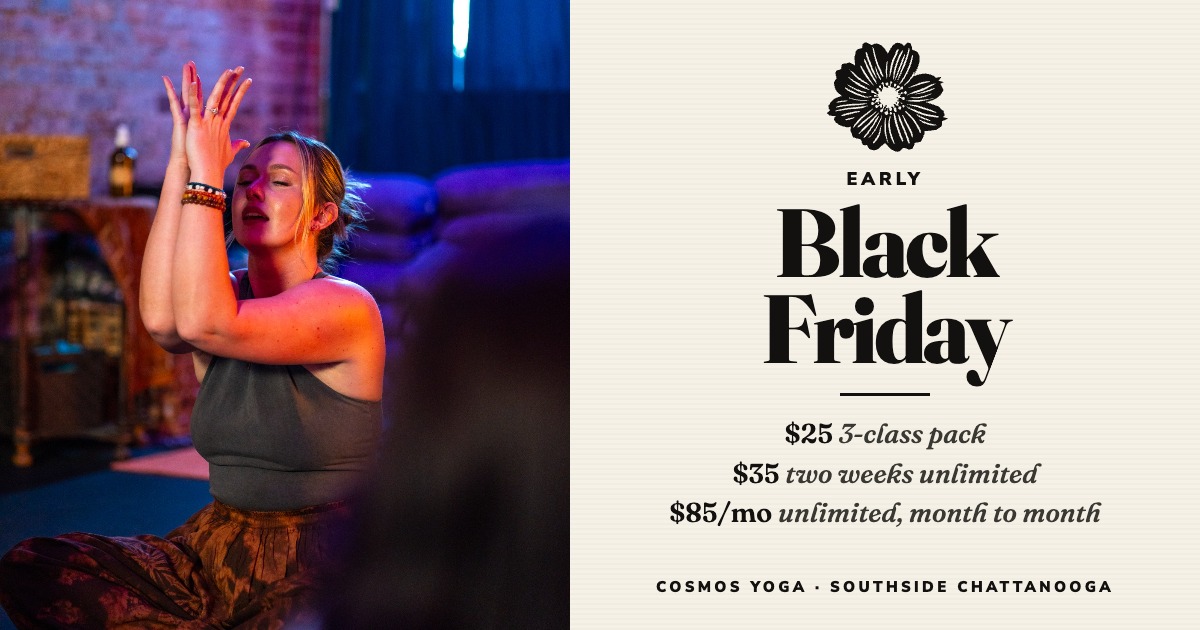 EARLY
Black
Friday
$25 3-class pack
$35 two weeks unlimited
$85/mo unlimited, month to month
COSMOS YOGA · SOUTHSIDE CHATTANOOGA